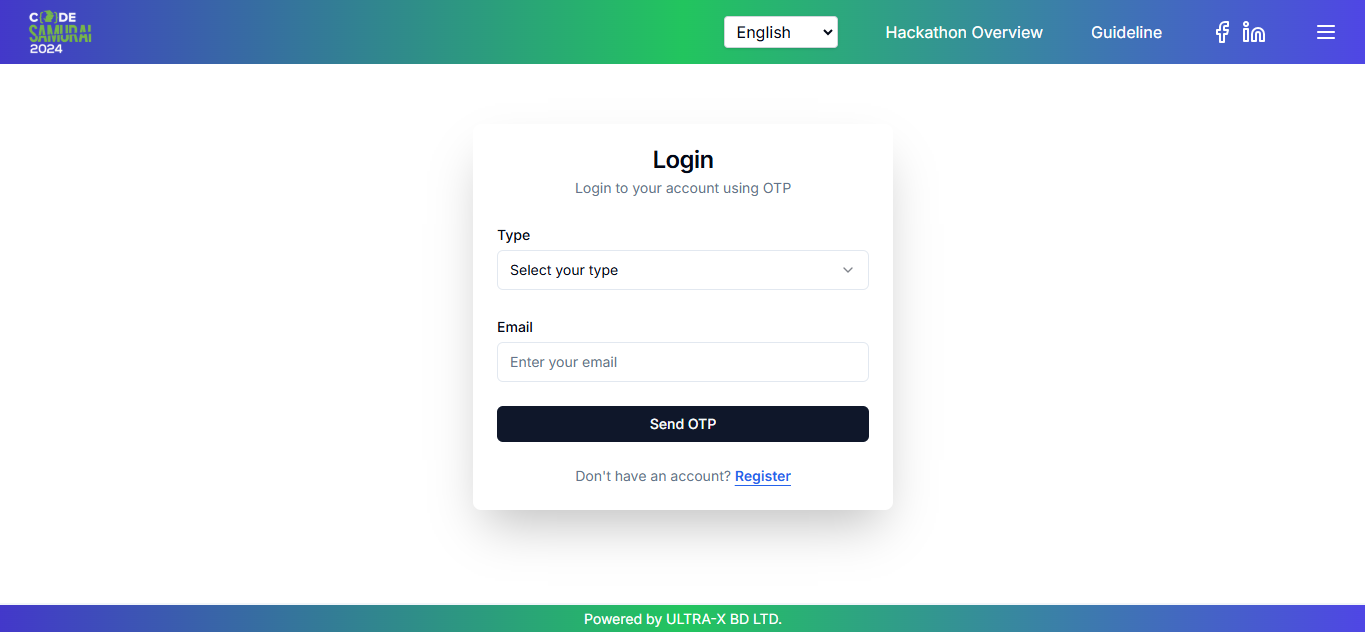 C DE
SAMURAI
2024
English
Hackathon Overview
Guideline
Login
Login to your account using OTP
Type
Select your type
Email
Enter your email
Send OTP
Don't have an account? Register
Powered by ULTRA-X BD LTD.